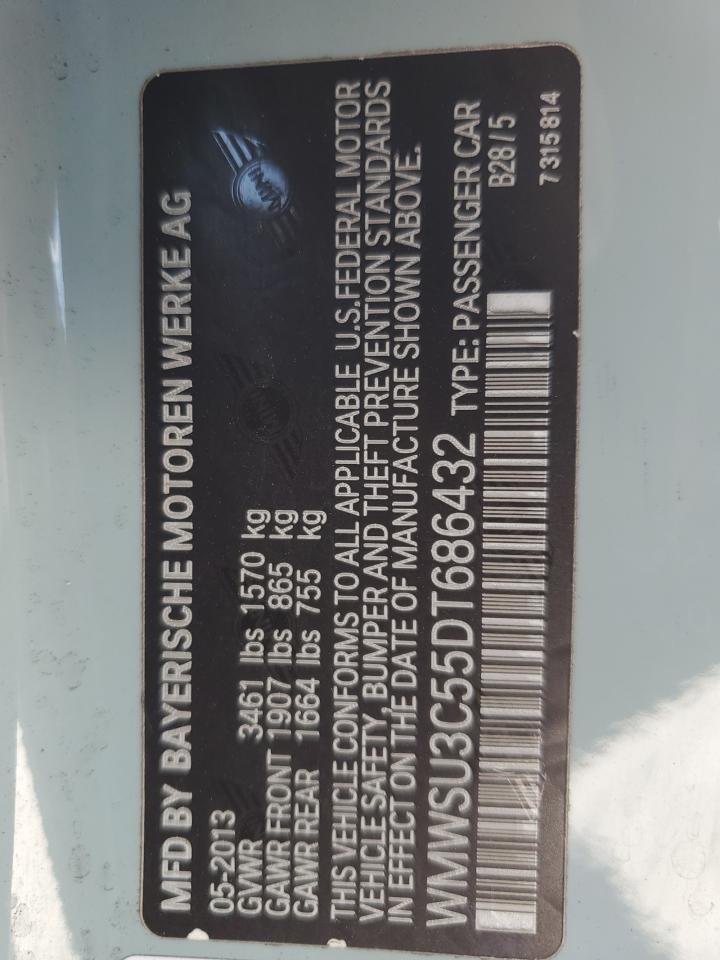 MFD BY BAYERISCHE MOTOREN WERKE AG
MINI
05-2013
GVWR 3461 lbs 1570 kg
GAWR FRONT 1907 lbs 865 kg
GAWR REAR 1664 lbs 755 kg
THIS VEHICLE CONFORMS TO ALL APPLICABLE U.S.FEDERAL MOTOR
VEHICLE SAFETY, BUMPER AND THEFT PREVENTION STANDARDS
IN EFFECT ON THE DATE OF MANUFACTURE SHOWN ABOVE.
WMWSU3C55DT686432 TYPE: PASSENGER CAR
B28/5
7315814